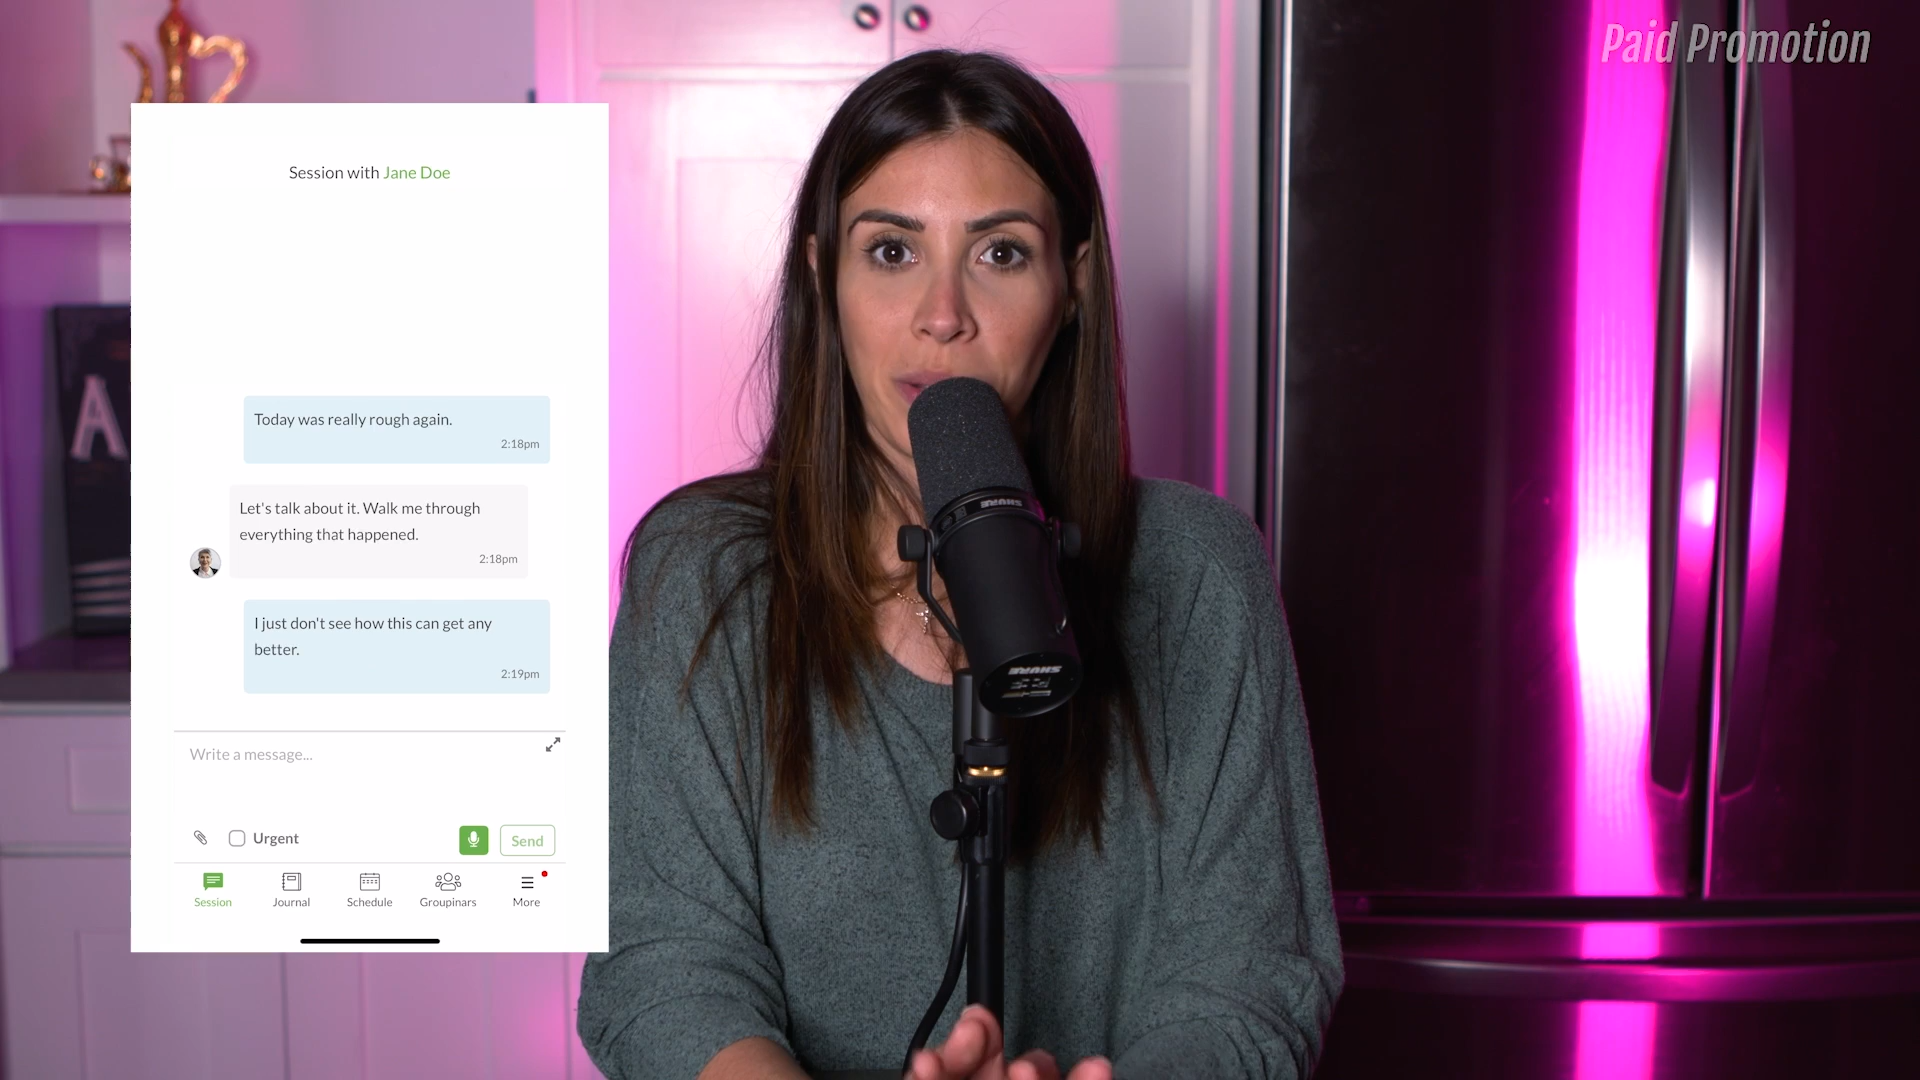 Paid Promotion
Session with Jane Doe
Today was really rough again.
2:18pm
Let's talk about it. Walk me through
everything that happened.
2:18pm
I just don't see how this can get any
better.
2:19pm
Write a message...
Urgent
Send
Session
Journal
Schedule
Groupinars
More
A
SHURE
SHURE